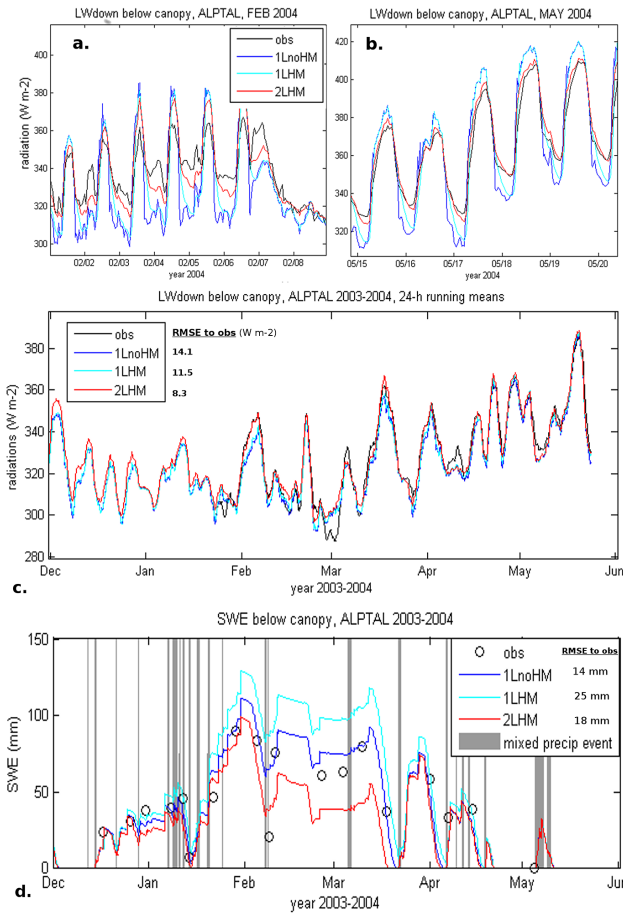 LWdown below canopy, ALPTAL, FEB 2004
a.
obs
1LnoHM
1LHM
2LHM
radiation (W m-2)
400
380
360
340
320
300
02/02 02/03 02/04 02/05 02/06 02/07 02/08
year 2004
LWdown below canopy, ALPTAL, MAY 2004
b.
420
400
380
360
340
320
05/15 05/16 05/17 05/18 05/19 05/20
year 2004
LWdown below canopy, ALPTAL 2003-2004, 24-h running means
obs RMSE to obs (W m-2)
1LnoHM 14.1
1LHM 11.5
2LHM 8.3
radiations (W m-2)
380
360
340
320
300
280
Dec Jan Feb Mar Apr May Jun
year 2003-2004
c.
SWE below canopy, ALPTAL 2003-2004
obs RMSE to obs
1LnoHM 14 mm
1LHM 25 mm
2LHM 18 mm
mixed precip event
SWE (mm)
150
100
50
0
Dec Jan Feb Mar Apr May Jun
year 2003-2004
d.